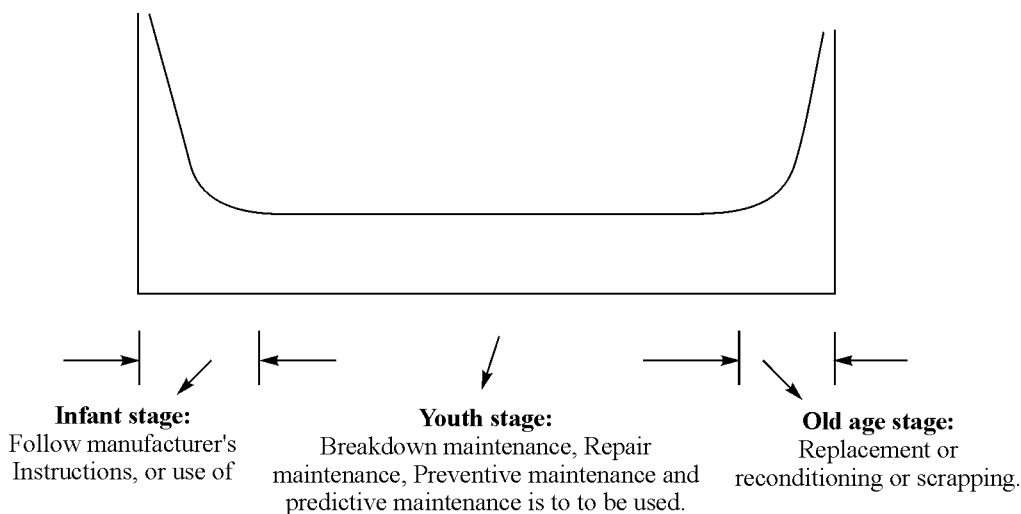 Infant stage:
Follow manufacturer's
Instructions, or use of
Youth stage:
Breakdown maintenance, Repair
maintenance, Preventive maintenance and
predictive maintenance is to to be used.
Old age stage:
Replacement or
reconditioning or scrapping.